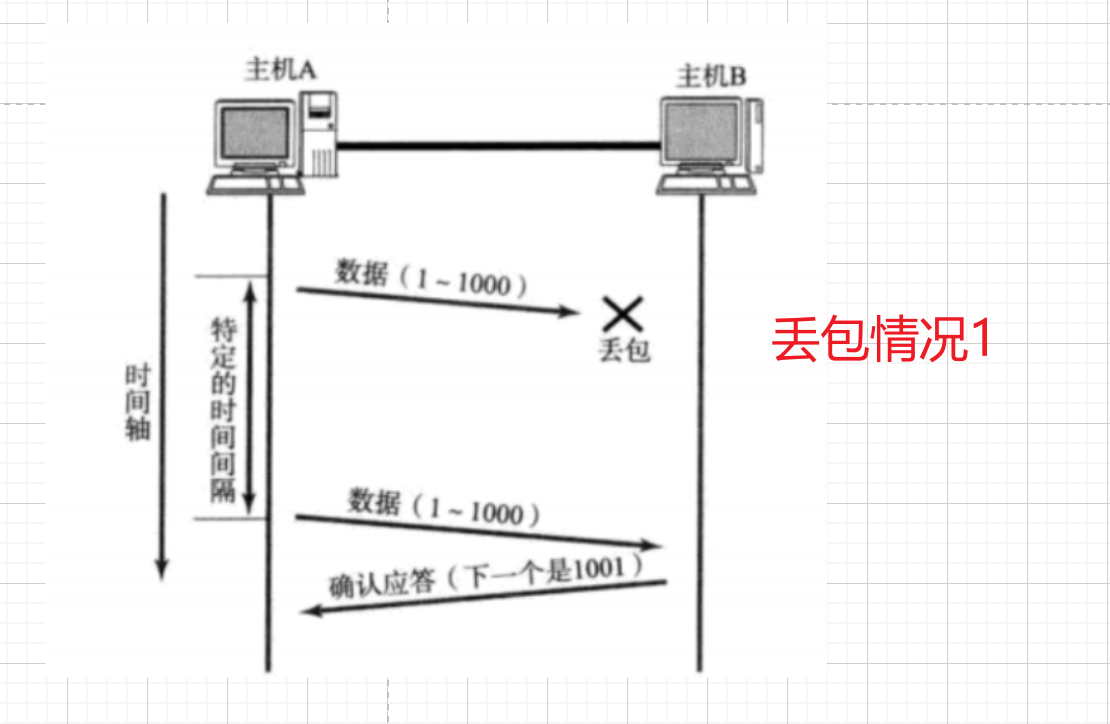 主机A
主机B
数据（1~1000）
丢包
丢包情况1
特定的时间间隔
时间轴
数据（1~1000）
确认应答（下一个是1001）